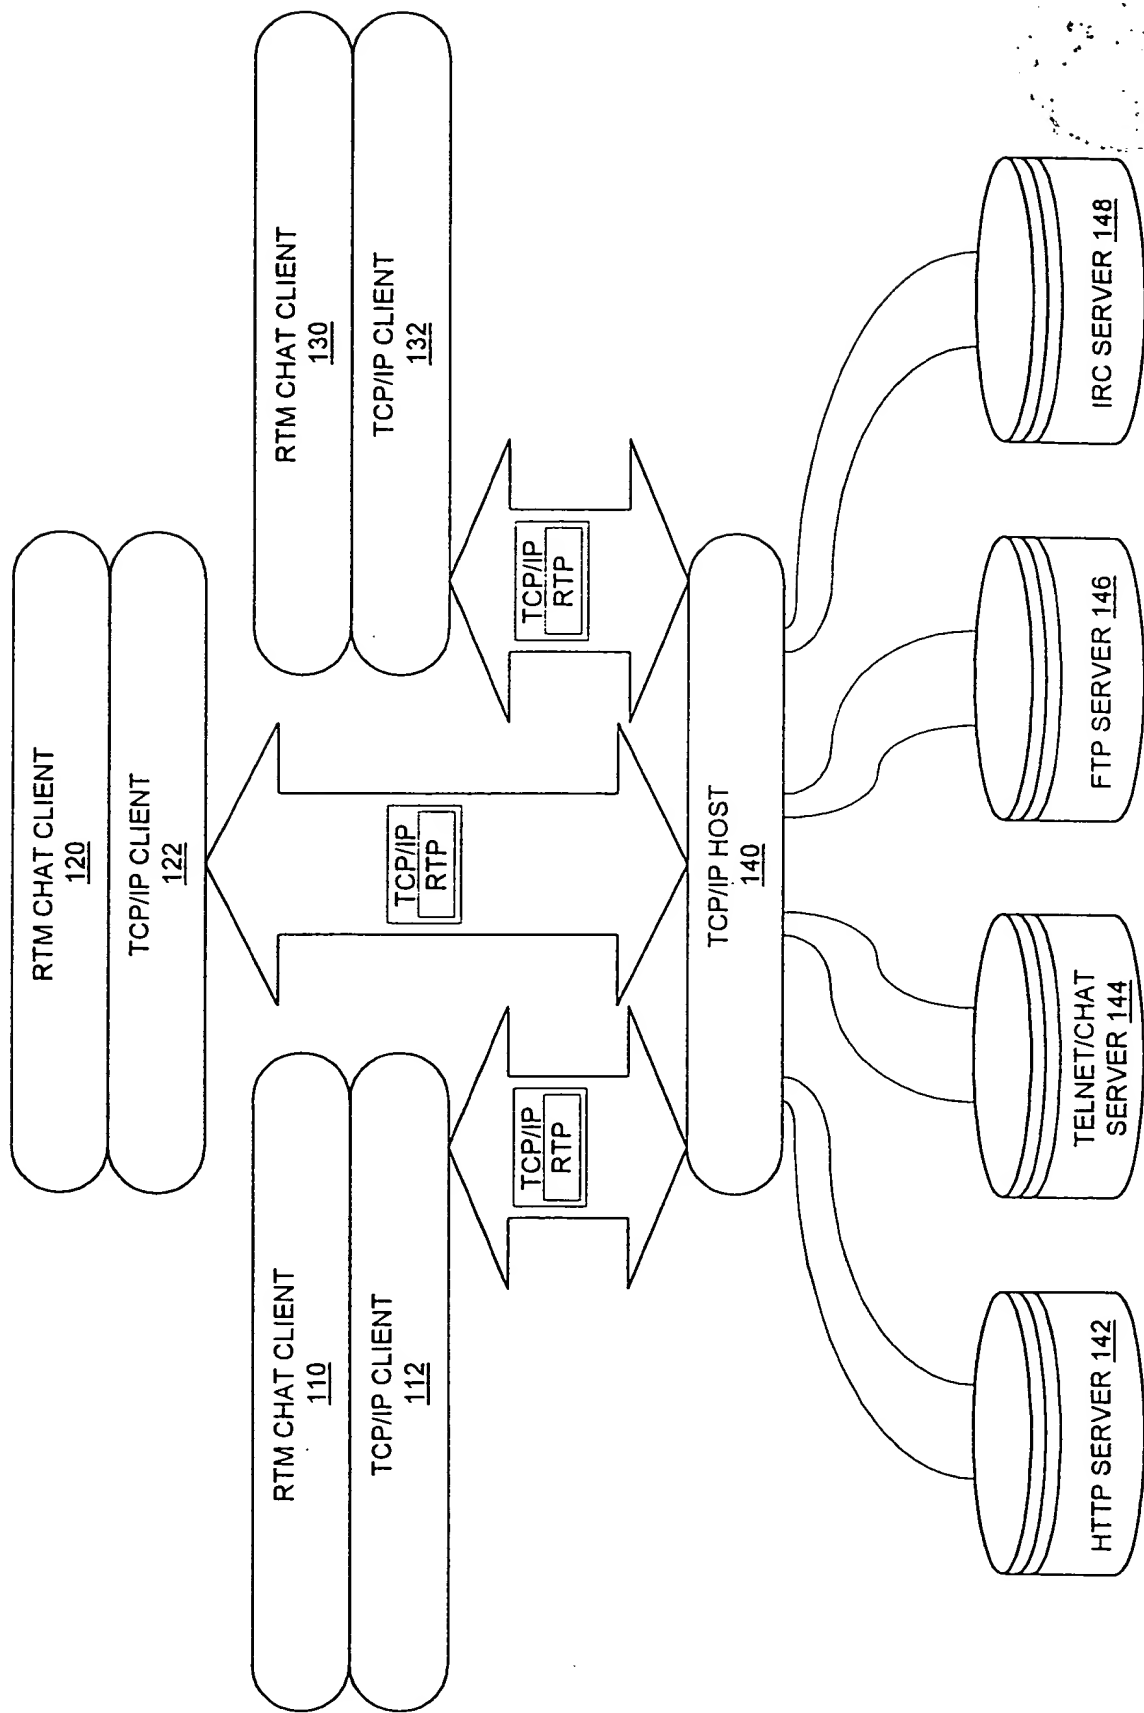 RTM CHAT CLIENT
120
TCP/IP CLIENT
122
RTM CHAT CLIENT
110
TCP/IP CLIENT
112
RTM CHAT CLIENT
130
TCP/IP CLIENT
132
TCP/IP
RTP
TCP/IP
RTP
TCP/IP
RTP
TCP/IP HOST
140
HTTP SERVER 142
TELNET/CHAT
SERVER 144
FTP SERVER 146
IRC SERVER 148